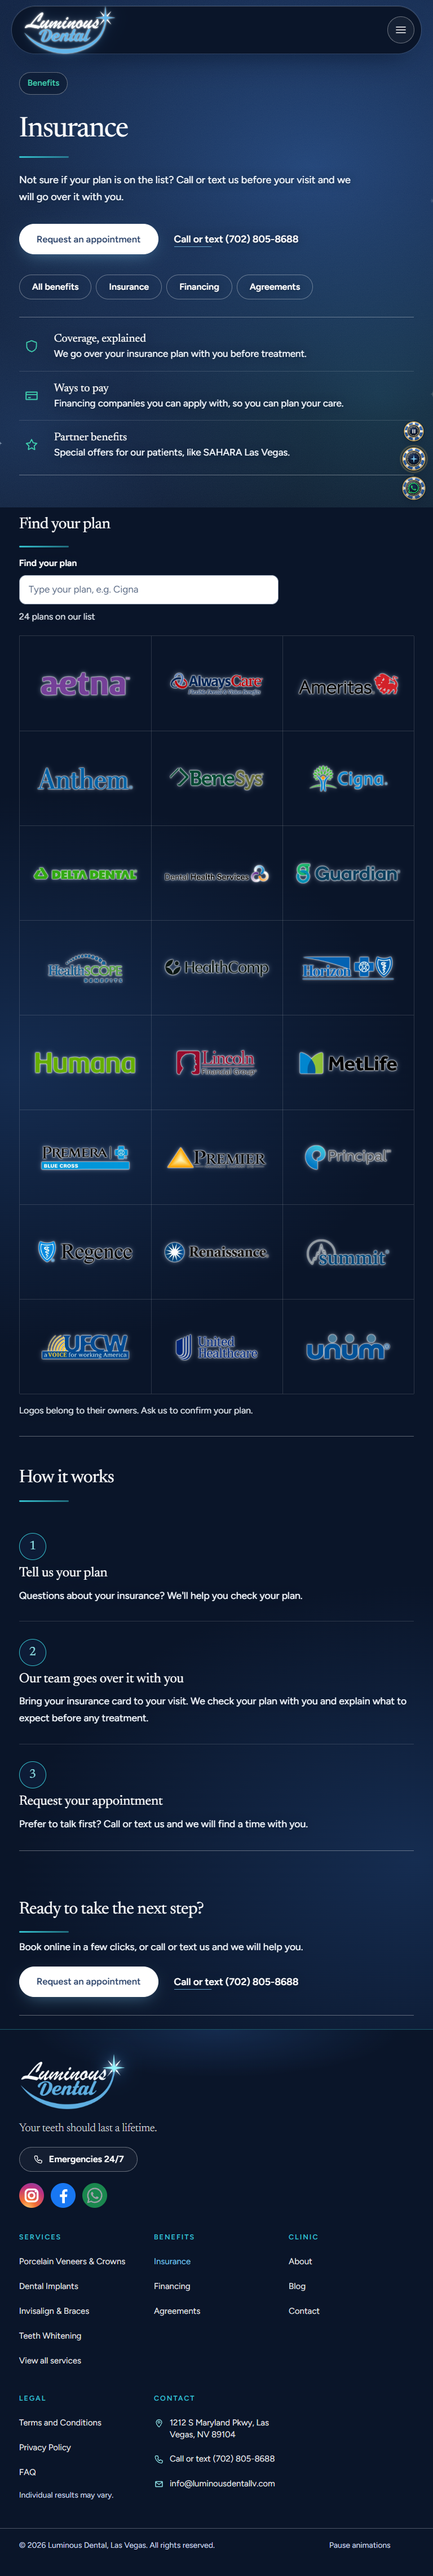 Luminous
Dental
Benefits
Insurance
Not sure if your plan is on the list? Call or text us before your visit and we
will go over it with you.
Request an appointment
Call or text (702) 805-8688
All benefits
Insurance
Financing
Agreements
Coverage, explained
We go over your insurance plan with you before treatment.
Ways to pay
Financing companies you can apply with, so you can plan your care.
Partner benefits
Special offers for our patients, like SAHARA Las Vegas.
Find your plan
Find your plan
Type your plan, e.g. Cigna
24 plans on our list
aetna
AlwaysCare
Ameritas
Anthem
BeneSys
Cigna
DELTA DENTAL
Dental Health Services
Guardian
HealthSCOPE
BENEFITS
HealthComp
Horizon
Humana
Lincoln
Financial Group
MetLife
PREMERA
BLUE CROSS
PREMIER
Principal
Regence
Renaissance
summit
UFCW
a VOICE for working America
United
Healthcare
unum
Logos belong to their owners. Ask us to confirm your plan.
How it works
1
Tell us your plan
Questions about your insurance? We'll help you check your plan.
2
Our team goes over it with you
Bring your insurance card to your visit. We check your plan with you and explain what to
expect before any treatment.
3
Request your appointment
Prefer to talk first? Call or text us and we will find a time with you.
Ready to take the next step?
Book online in a few clicks, or call or text us and we will help you.
Request an appointment
Call or text (702) 805-8688
Luminous
Dental
Your teeth should last a lifetime.
Emergencies 24/7
SERVICES
Porcelain Veneers & Crowns
Dental Implants
Invisalign & Braces
Teeth Whitening
View all services
BENEFITS
Insurance
Financing
Agreements
CLINIC
About
Blog
Contact
LEGAL
Terms and Conditions
Privacy Policy
FAQ
Individual results may vary.
CONTACT
1212 S Maryland Pkwy, Las
Vegas, NV 89104
Call or text (702) 805-8688
info@luminousdentallv.com
© 2026 Luminous Dental, Las Vegas. All rights reserved.
Pause animations